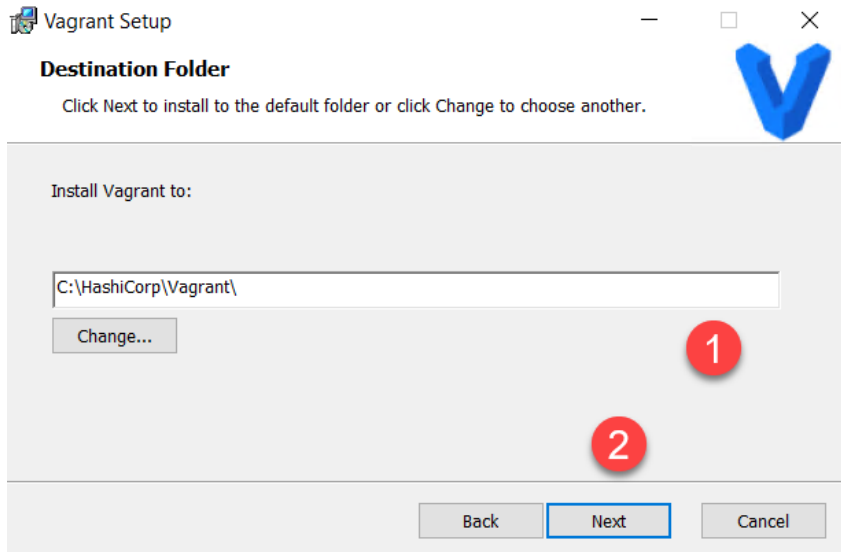 Vagrant Setup
Destination Folder
Click Next to install to the default folder or click Change to choose another.
Install Vagrant to:
C:\HashiCorp\Vagrant\
Change...
1
2
Back Next Cancel